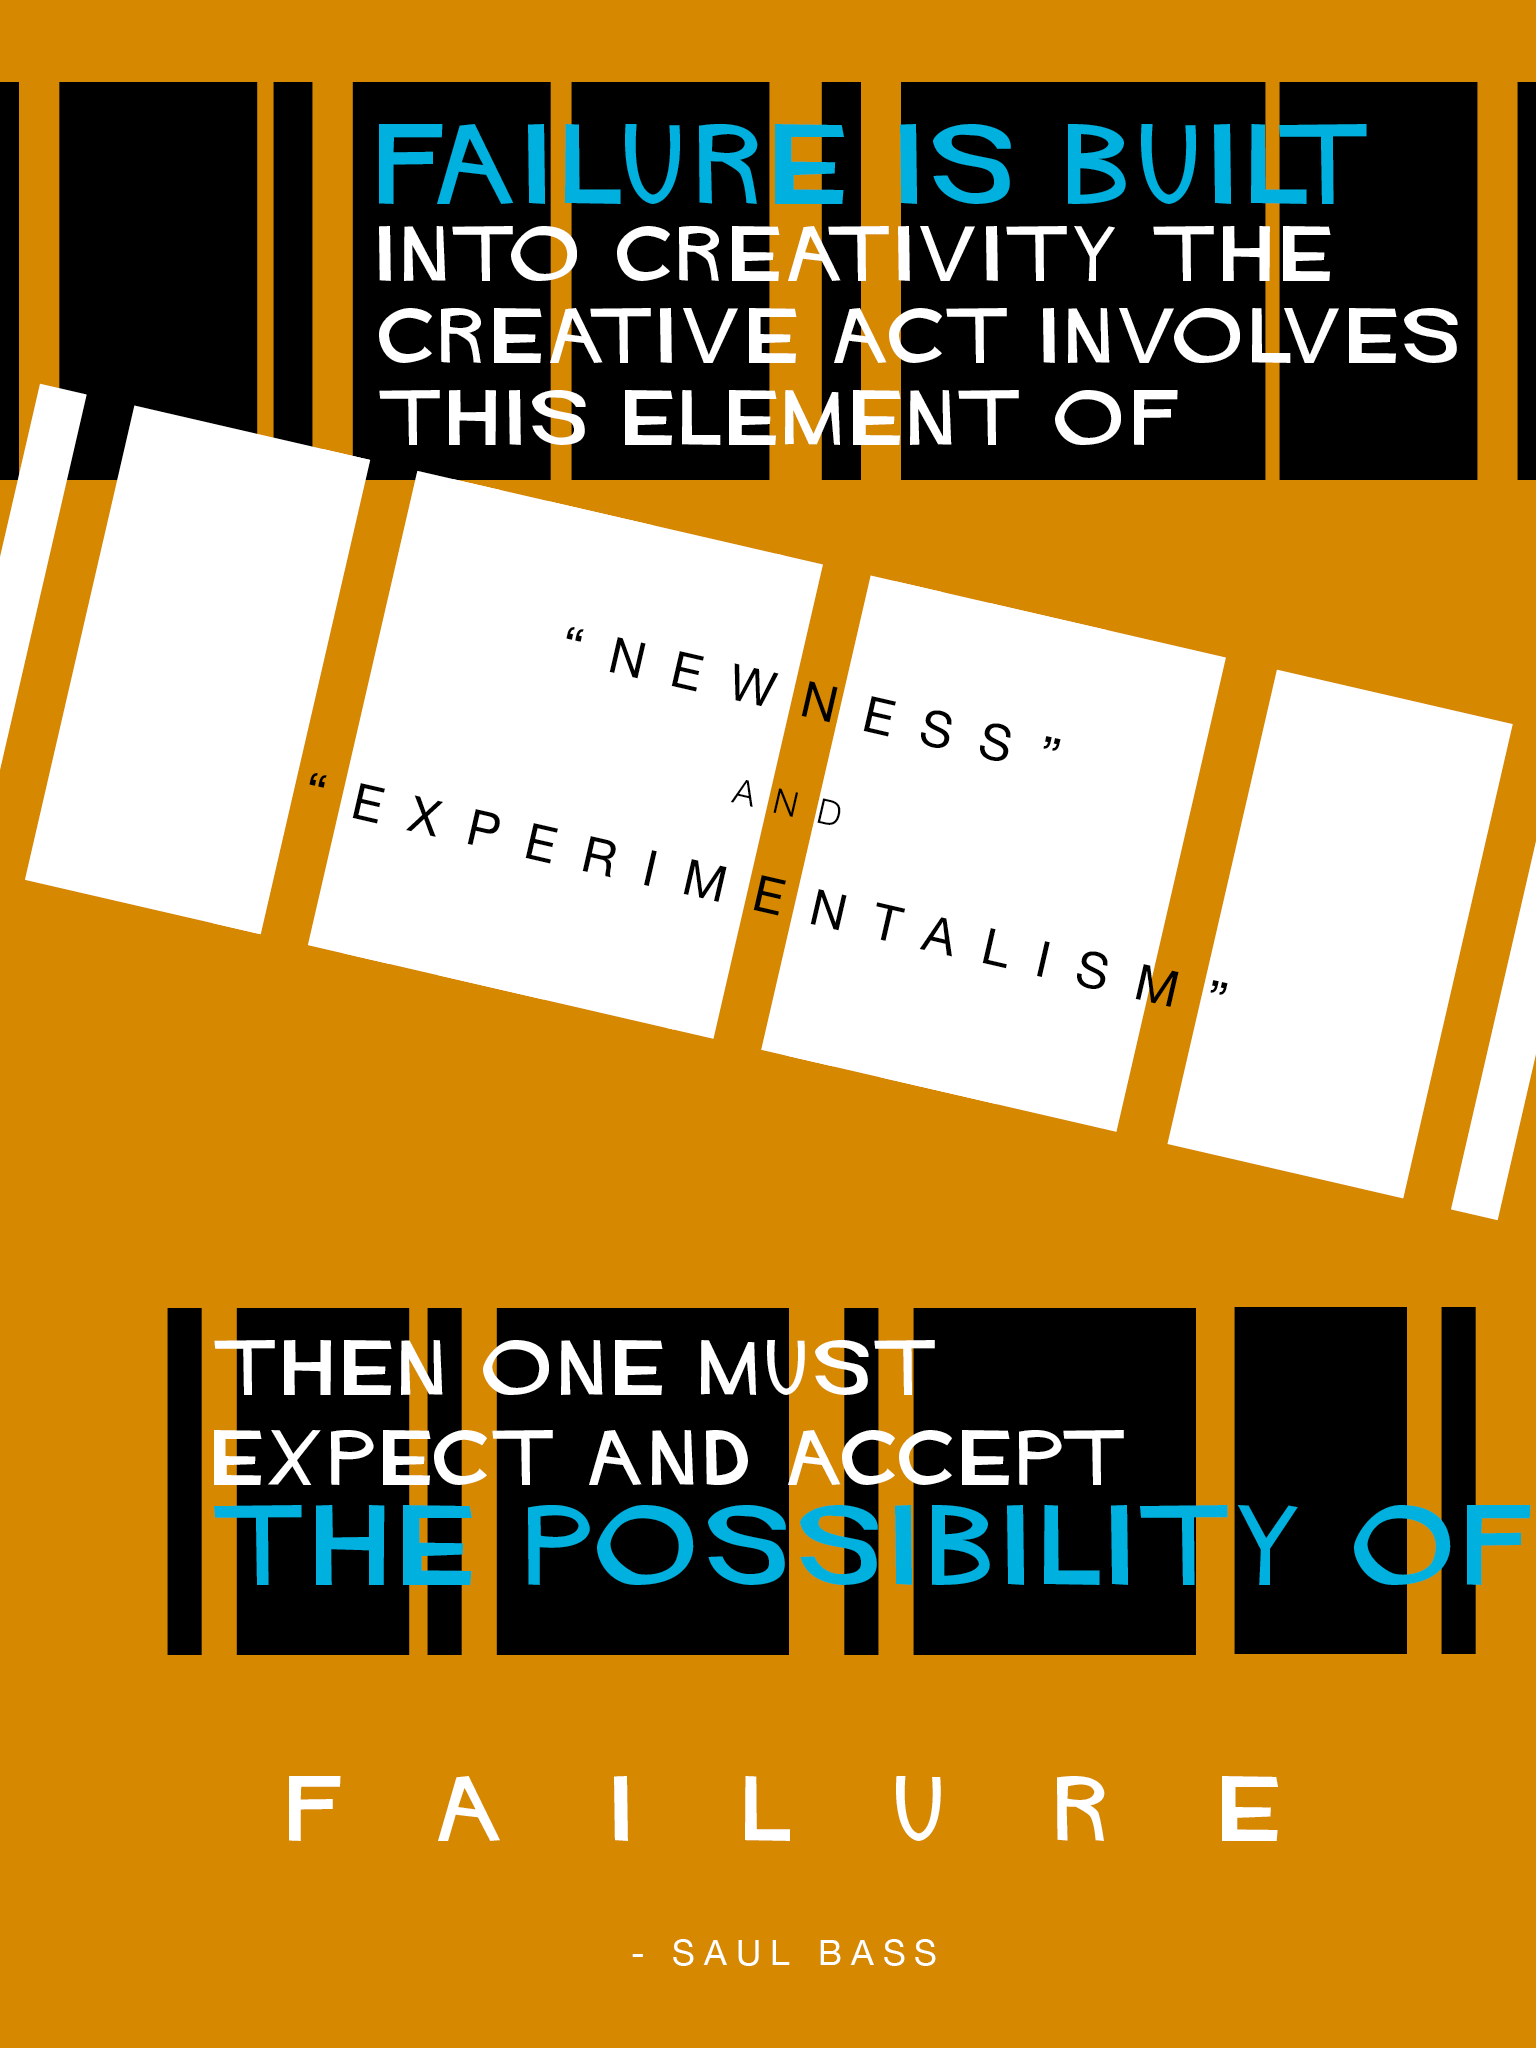 FAILURE IS BUILT
INTO CREATIVITY THE
CREATIVE ACT INVOLVES
THIS ELEMENT OF
“NEWNESS”
AND
“EXPERIMENTALISM”
THEN ONE MUST
EXPECT AND ACCEPT
THE POSSIBILITY OF
FAILURE
- SAUL BASS